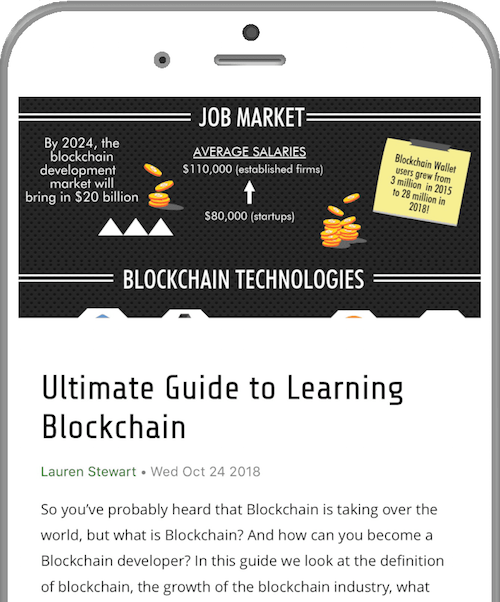 JOB MARKET
By 2024, the
blockchain
development
market will
bring in $20 billion
AVERAGE SALARIES
$110,000 (established firms)
$80,000 (startups)
Blockchain Wallet
users grew from
3 million in 2015
to 28 million in
2018!
BLOCKCHAIN TECHNOLOGIES
Ultimate Guide to Learning
Blockchain
Lauren Stewart • Wed Oct 24 2018
So you’ve probably heard that Blockchain is taking over the
world, but what is Blockchain? And how can you become a
Blockchain developer? In this guide we look at the definition
of blockchain, the growth of the blockchain industry, what